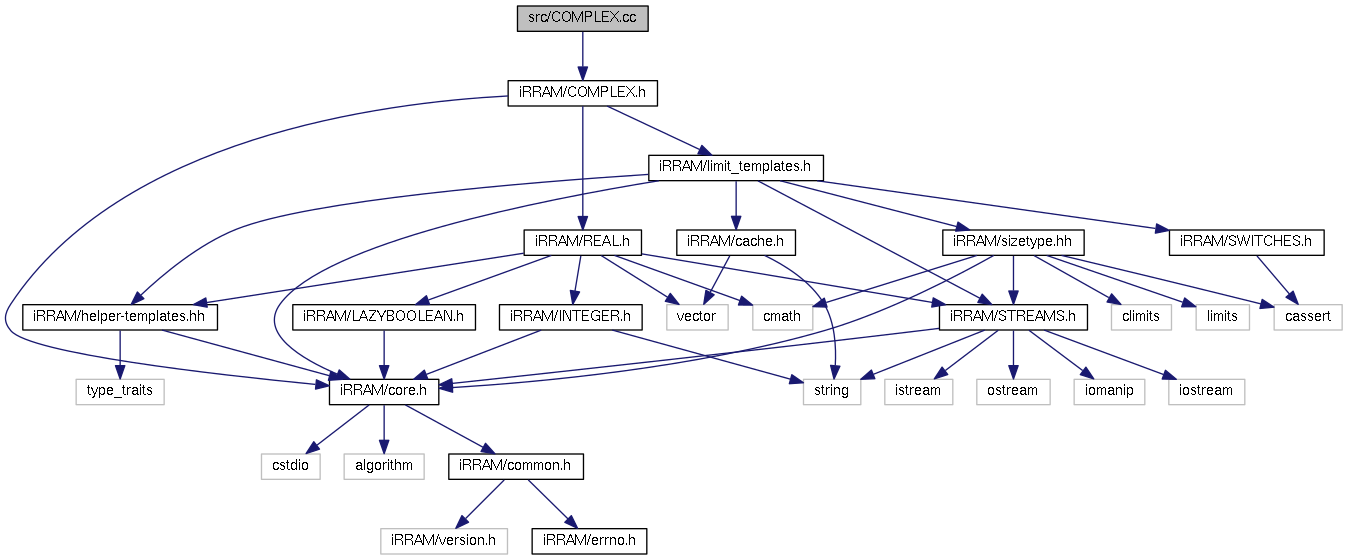 src/COMPLEX.cc
iRRAM/COMPLEX.h
iRRAM/limit_templates.h
iRRAM/REAL.h
iRRAM/cache.h
iRRAM/sizetype.hh
iRRAM/SWITCHES.h
iRRAM/helper-templates.hh
iRRAM/LAZYBOOLEAN.h
iRRAM/INTEGER.h
vector
cmath
iRRAM/STREAMS.h
climits
limits
cassert
type_traits
iRRAM/core.h
string
istream
ostream
iomanip
iostream
cstdio
algorithm
iRRAM/common.h
iRRAM/version.h
iRRAM/errno.h